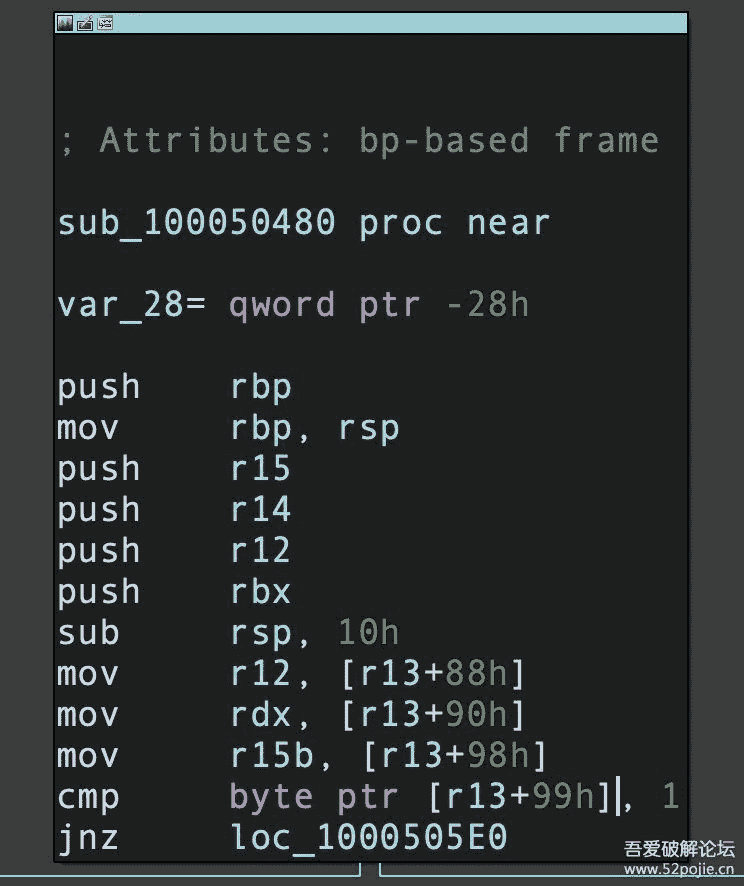 ; Attributes: bp-based frame
sub_100050480 proc near
var_28= qword ptr -28h
push rbp
mov rbp, rsp
push r15
push r14
push r12
push rbx
sub rsp, 10h
mov r12, [r13+88h]
mov rdx, [r13+90h]
mov r15b, [r13+98h]
cmp byte ptr [r13+99h], 1
jnz loc_1000505E0
吾爱破解论坛
www.52pojie.cn